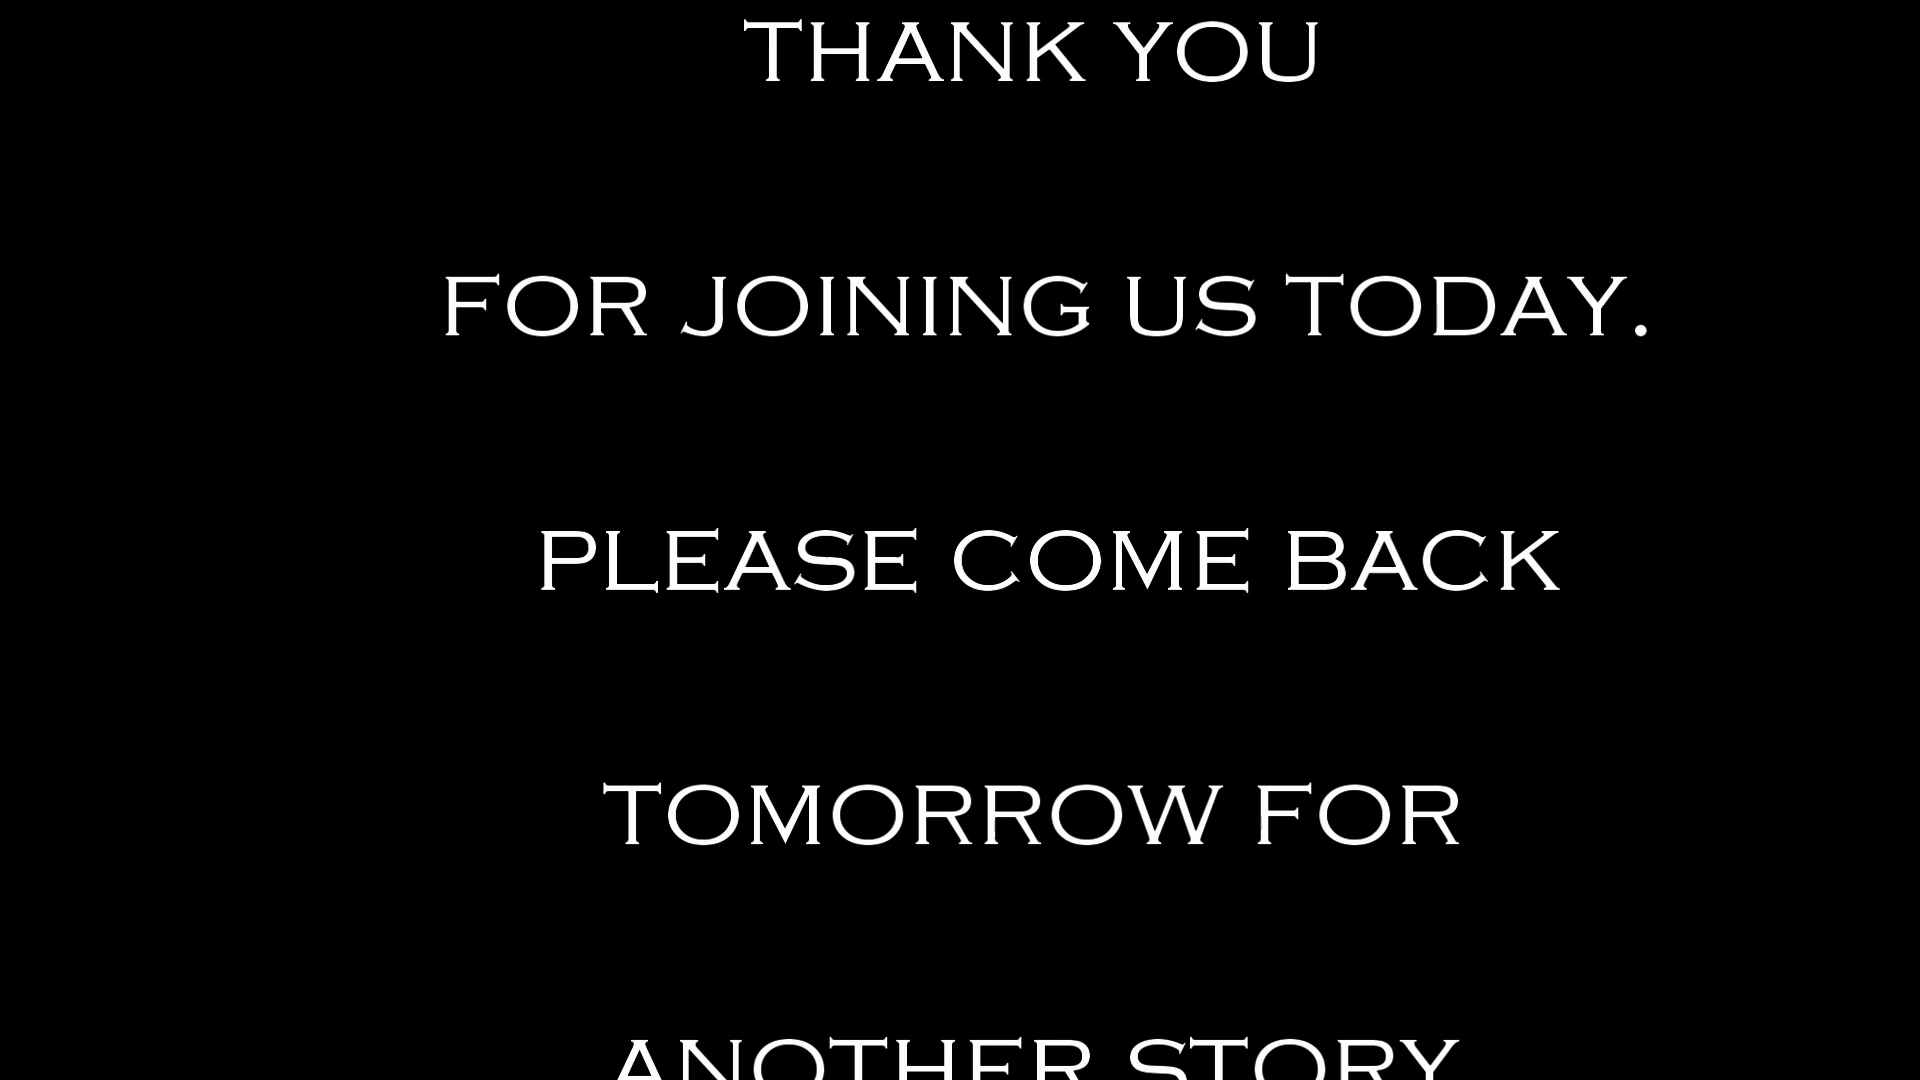 THANK YOU
FOR JOINING US TODAY.
PLEASE COME BACK
TOMORROW FOR
ANOTHER STORY